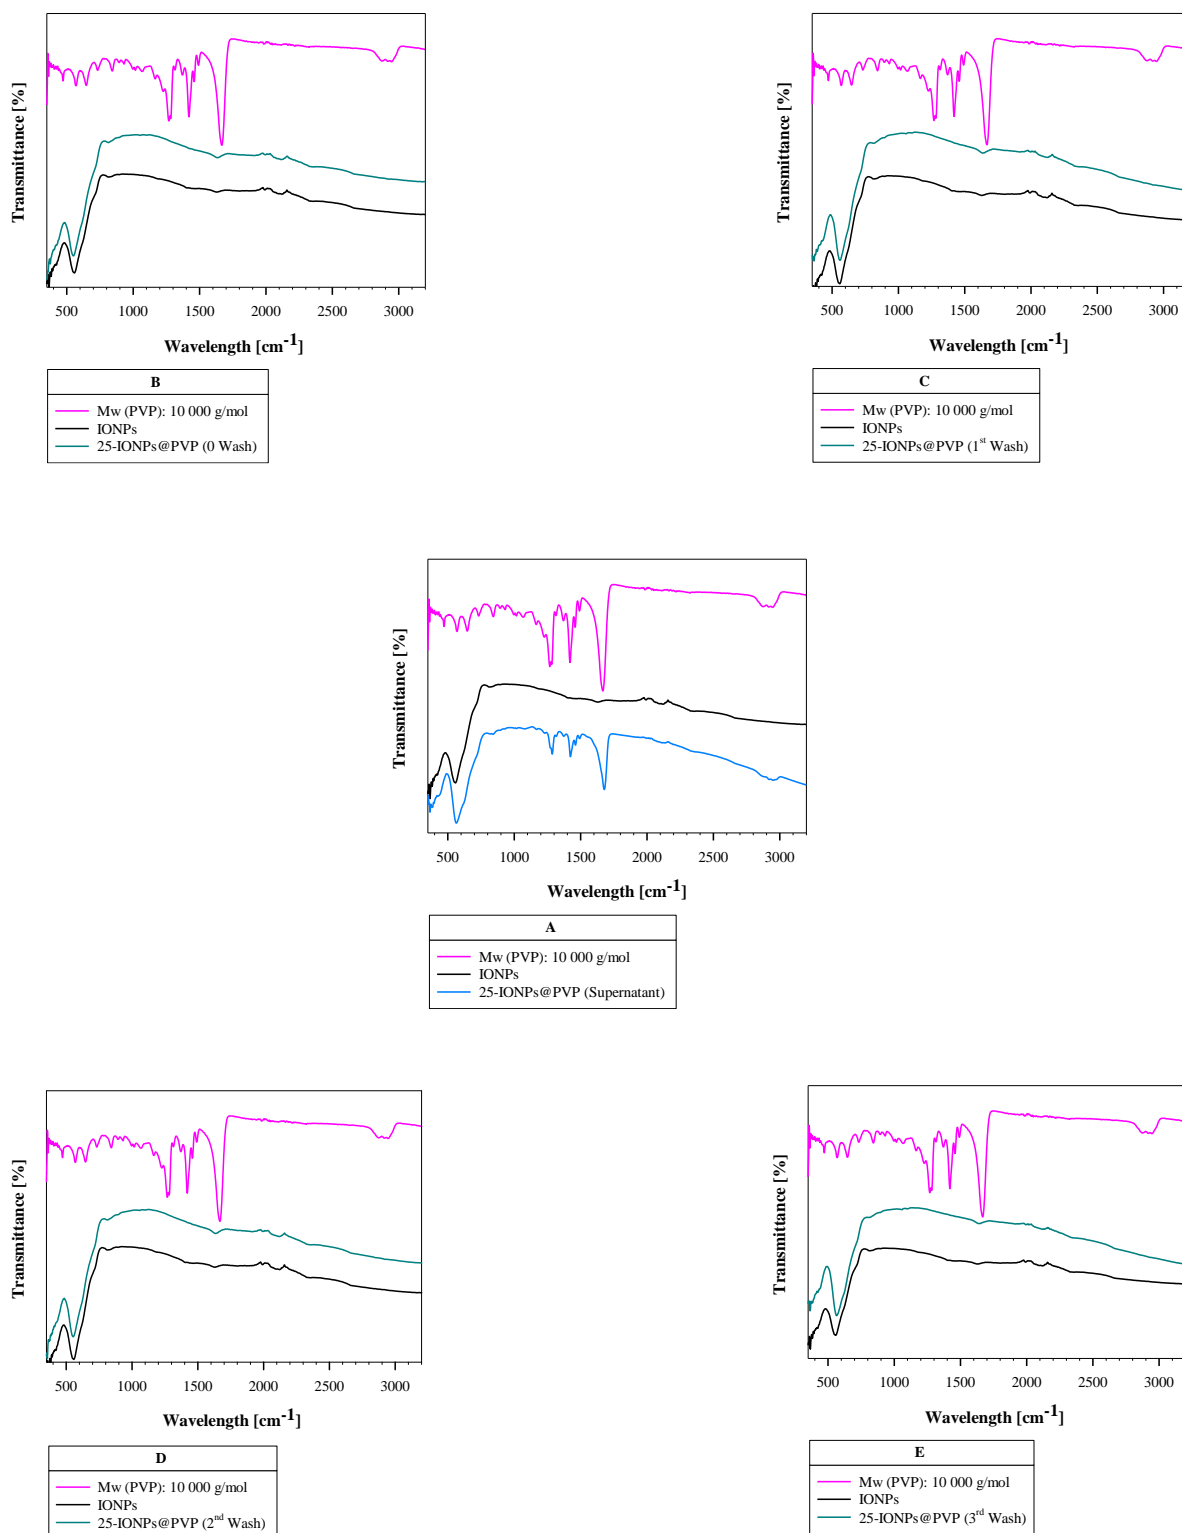 Transmittance [%]
500 1000 1500 2000 2500 3000
Wavelength [cm⁻¹]
B
Mw (PVP): 10 000 g/mol
IONPs
25-IONPs@PVP (0 Wash)
Transmittance [%]
500 1000 1500 2000 2500 3000
Wavelength [cm⁻¹]
C
Mw (PVP): 10 000 g/mol
IONPs
25-IONPs@PVP (1ˢᵗ Wash)
Transmittance [%]
500 1000 1500 2000 2500 3000
Wavelength [cm⁻¹]
A
Mw (PVP): 10 000 g/mol
IONPs
25-IONPs@PVP (Supernatant)
Transmittance [%]
500 1000 1500 2000 2500 3000
Wavelength [cm⁻¹]
D
Mw (PVP): 10 000 g/mol
IONPs
25-IONPs@PVP (2ⁿᵈ Wash)
Transmittance [%]
500 1000 1500 2000 2500 3000
Wavelength [cm⁻¹]
E
Mw (PVP): 10 000 g/mol
IONPs
25-IONPs@PVP (3ʳᵈ Wash)